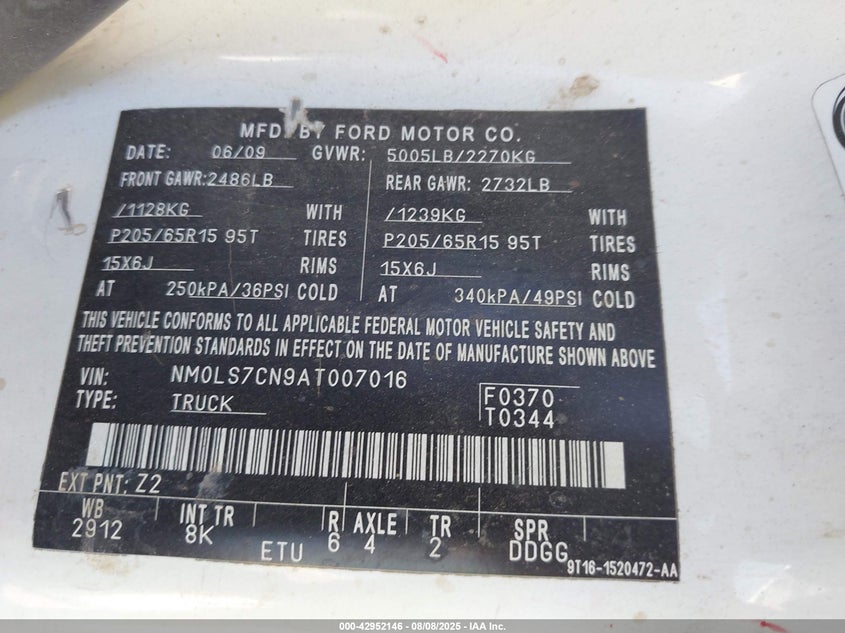 MFD. BY FORD MOTOR CO.
DATE: 06/09 GVWR: 5005LB/2270KG
FRONT GAWR: 2486LB REAR GAWR: 2732LB
/1128KG WITH /1239KG WITH
P205/65R15 95T TIRES P205/65R15 95T TIRES
15X6J RIMS 15X6J RIMS
AT 250kPA/36PSI COLD AT 340kPA/49PSI COLD
THIS VEHICLE CONFORMS TO ALL APPLICABLE FEDERAL MOTOR VEHICLE SAFETY AND
THEFT PREVENTION STANDARDS IN EFFECT ON THE DATE OF MANUFACTURE SHOWN ABOVE
VIN: NM0LS7CN9AT007016 F0370
TYPE: TRUCK T0344
EXT PNT: Z2
WB INT TR R AXLE TR SPR
2912 8K 6 4 2 DDGG
ETU
9T16-1520472-AA
000-42952146 - 08/08/2025 - IAA Inc.